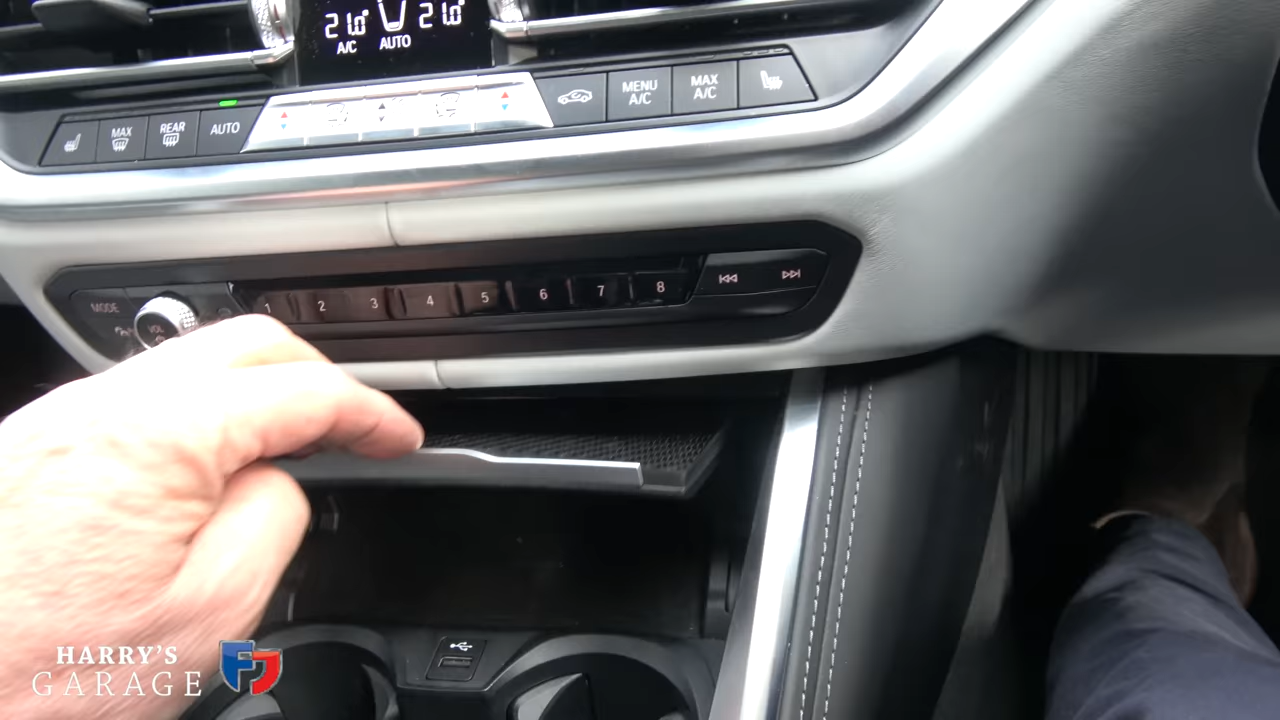 21.0° 21.0°
A/C AUTO
MAX REAR AUTO MENU A/C MAX A/C
MODE
VOL
1 2 3 4 5 6 7 8
HARRY'S
GARAGE